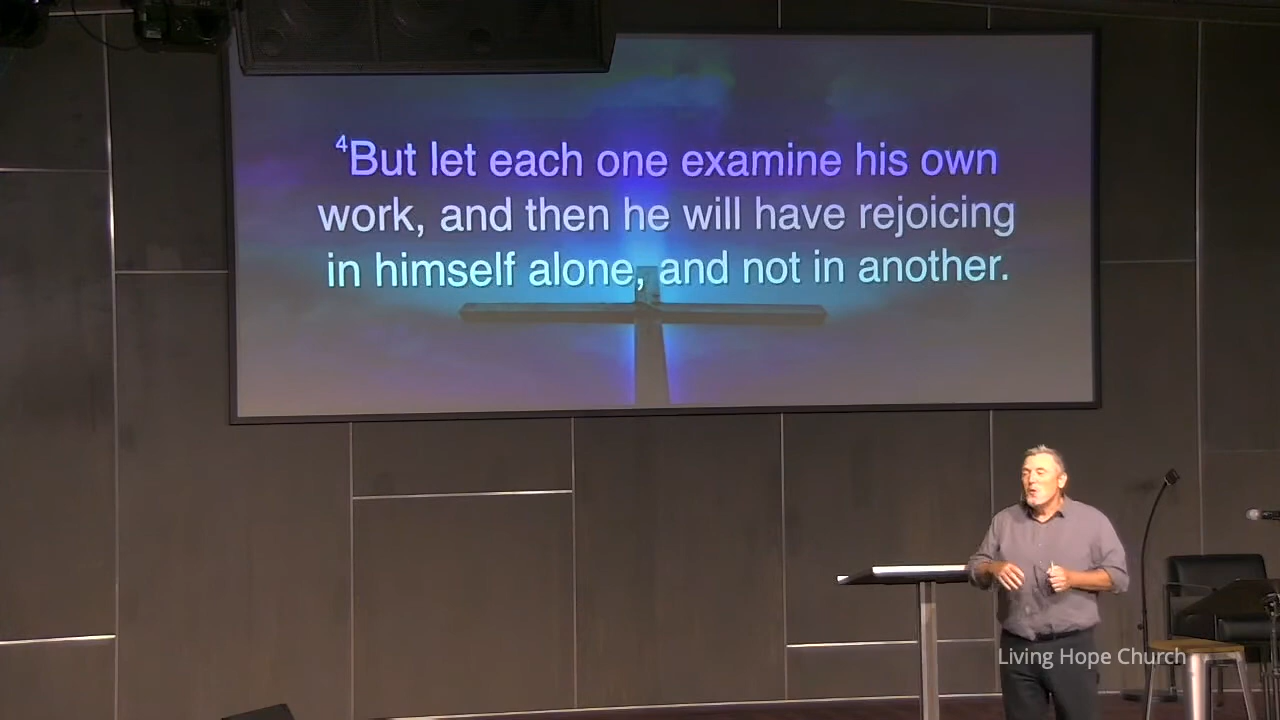 ⁴But let each one examine his own
work, and then he will have rejoicing
in himself alone, and not in another.
Living Hope Church